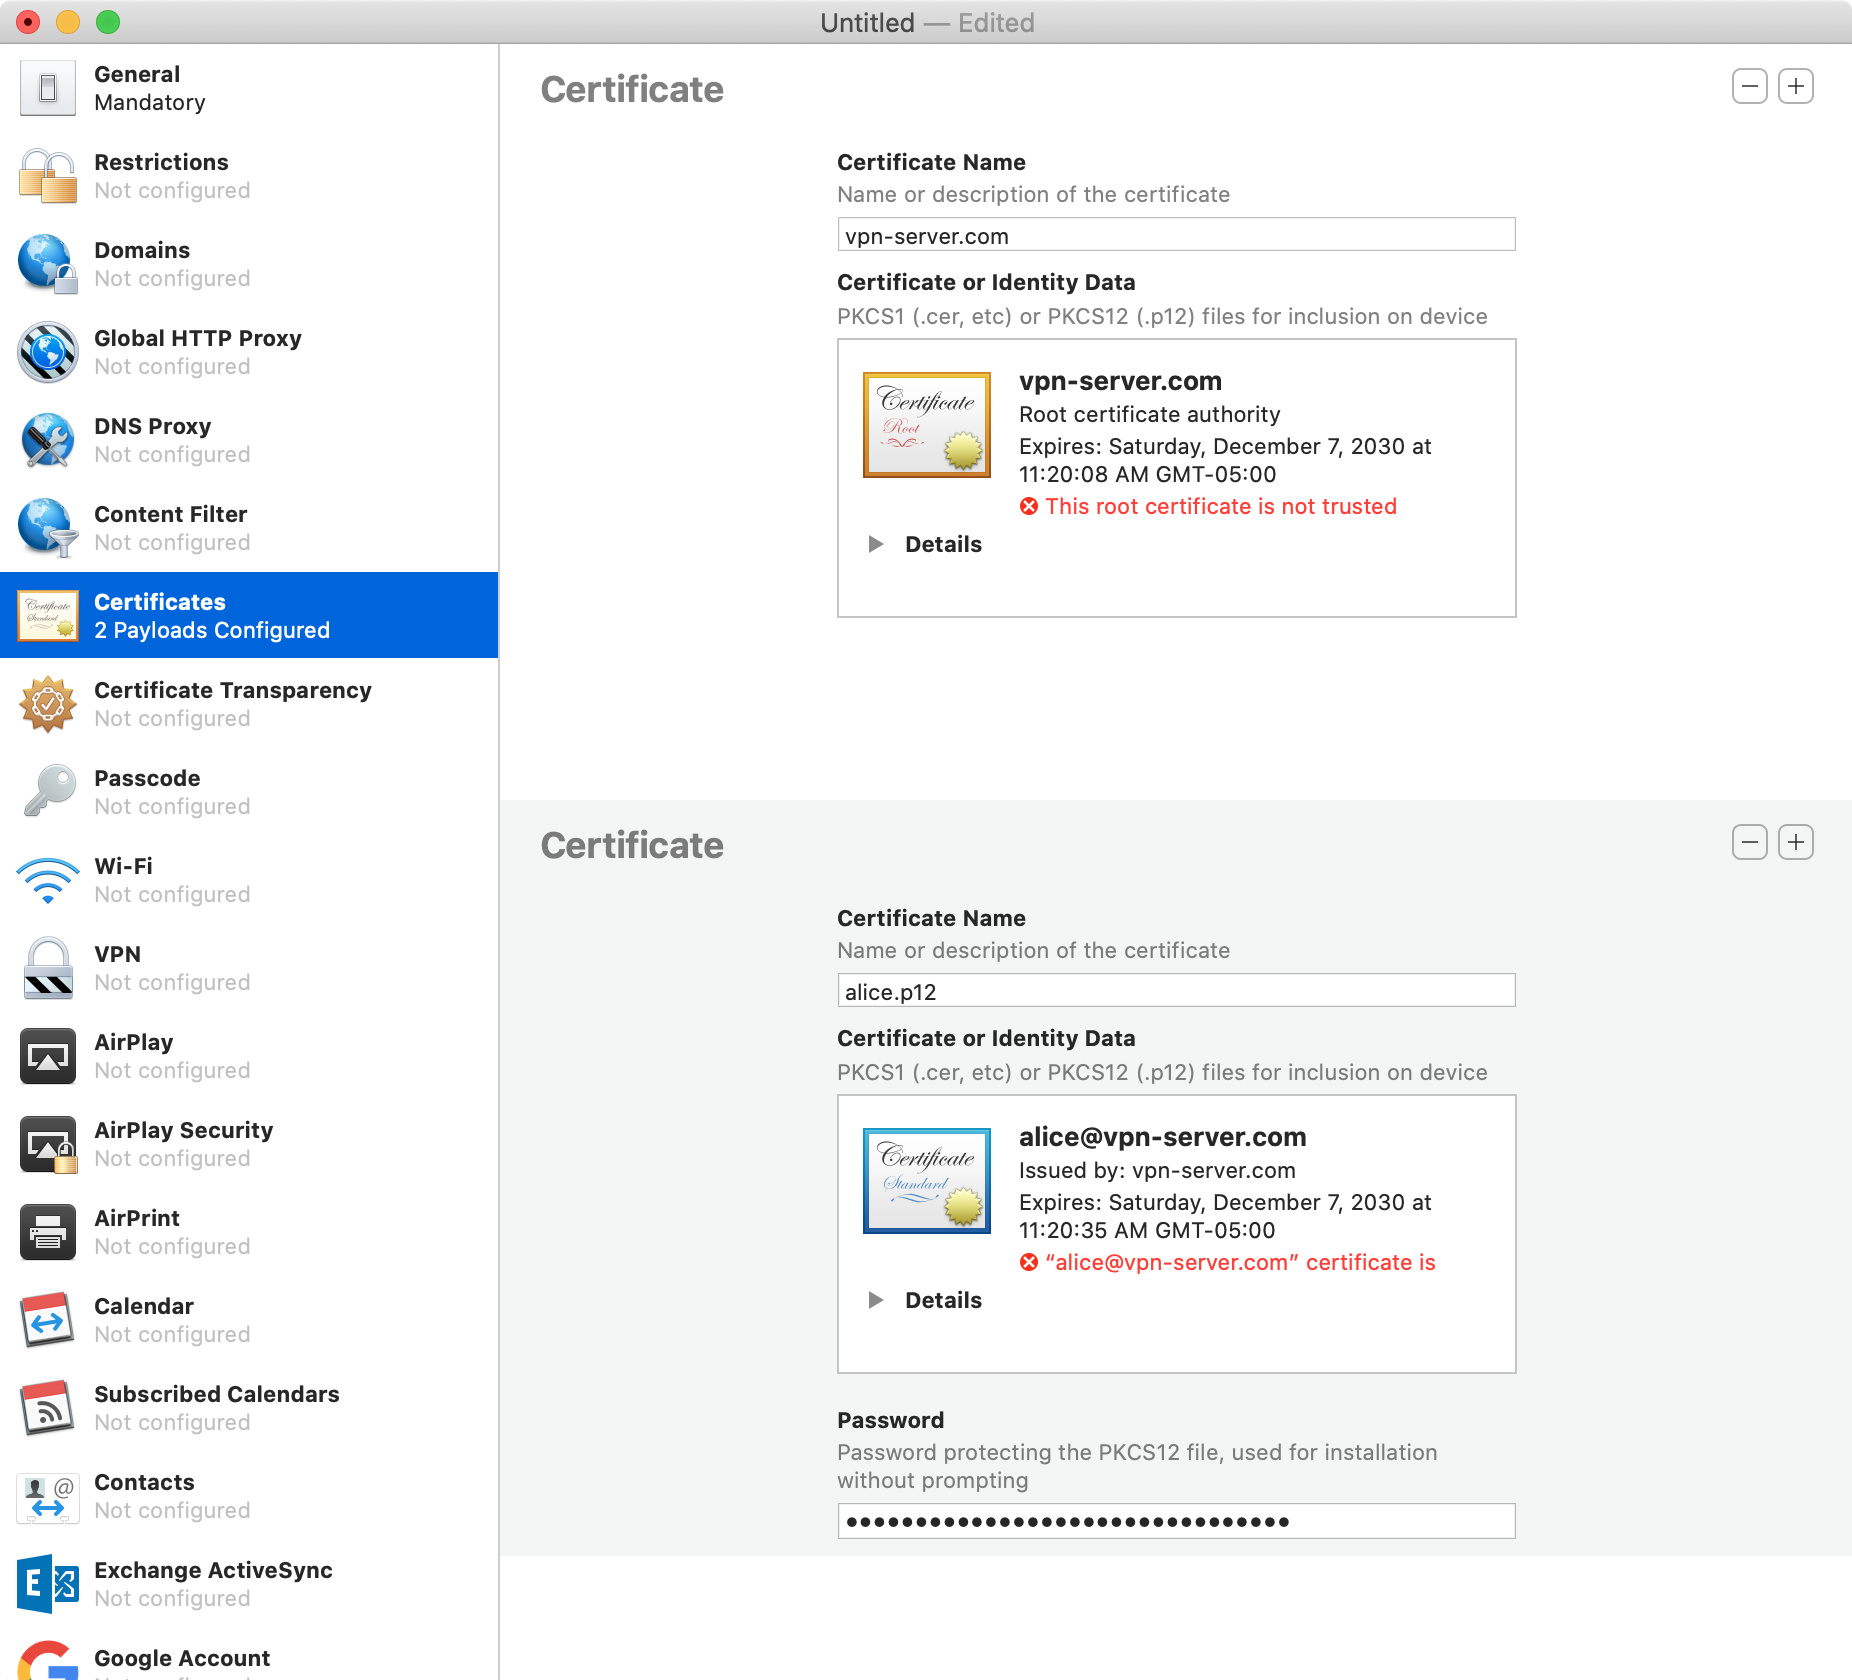 Untitled — Edited
General
Mandatory
Restrictions
Not configured
Domains
Not configured
Global HTTP Proxy
Not configured
DNS Proxy
Not configured
Content Filter
Not configured
Certificates
2 Payloads Configured
Certificate Transparency
Not configured
Passcode
Not configured
Wi-Fi
Not configured
VPN
Not configured
AirPlay
Not configured
AirPlay Security
Not configured
AirPrint
Not configured
Calendar
Not configured
Subscribed Calendars
Not configured
Contacts
Not configured
Exchange ActiveSync
Not configured
Google Account
Certificate
Certificate Name
Name or description of the certificate
vpn-server.com
Certificate or Identity Data
PKCS1 (.cer, etc) or PKCS12 (.p12) files for inclusion on device
Certificate
Root
vpn-server.com
Root certificate authority
Expires: Saturday, December 7, 2030 at
11:20:08 AM GMT-05:00
This root certificate is not trusted
Details
Certificate
Certificate Name
Name or description of the certificate
alice.p12
Certificate or Identity Data
PKCS1 (.cer, etc) or PKCS12 (.p12) files for inclusion on device
Certificate
Standard
alice@vpn-server.com
Issued by: vpn-server.com
Expires: Saturday, December 7, 2030 at
11:20:35 AM GMT-05:00
“alice@vpn-server.com” certificate is
Details
Password
Password protecting the PKCS12 file, used for installation
without prompting